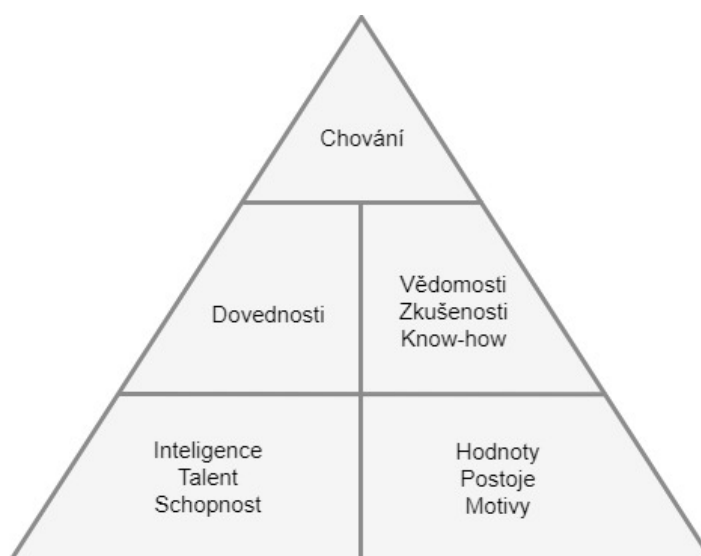 Chování
Dovednosti
Vědomosti
Zkušenosti
Know-how
Inteligence
Talent
Schopnost
Hodnoty
Postoje
Motivy